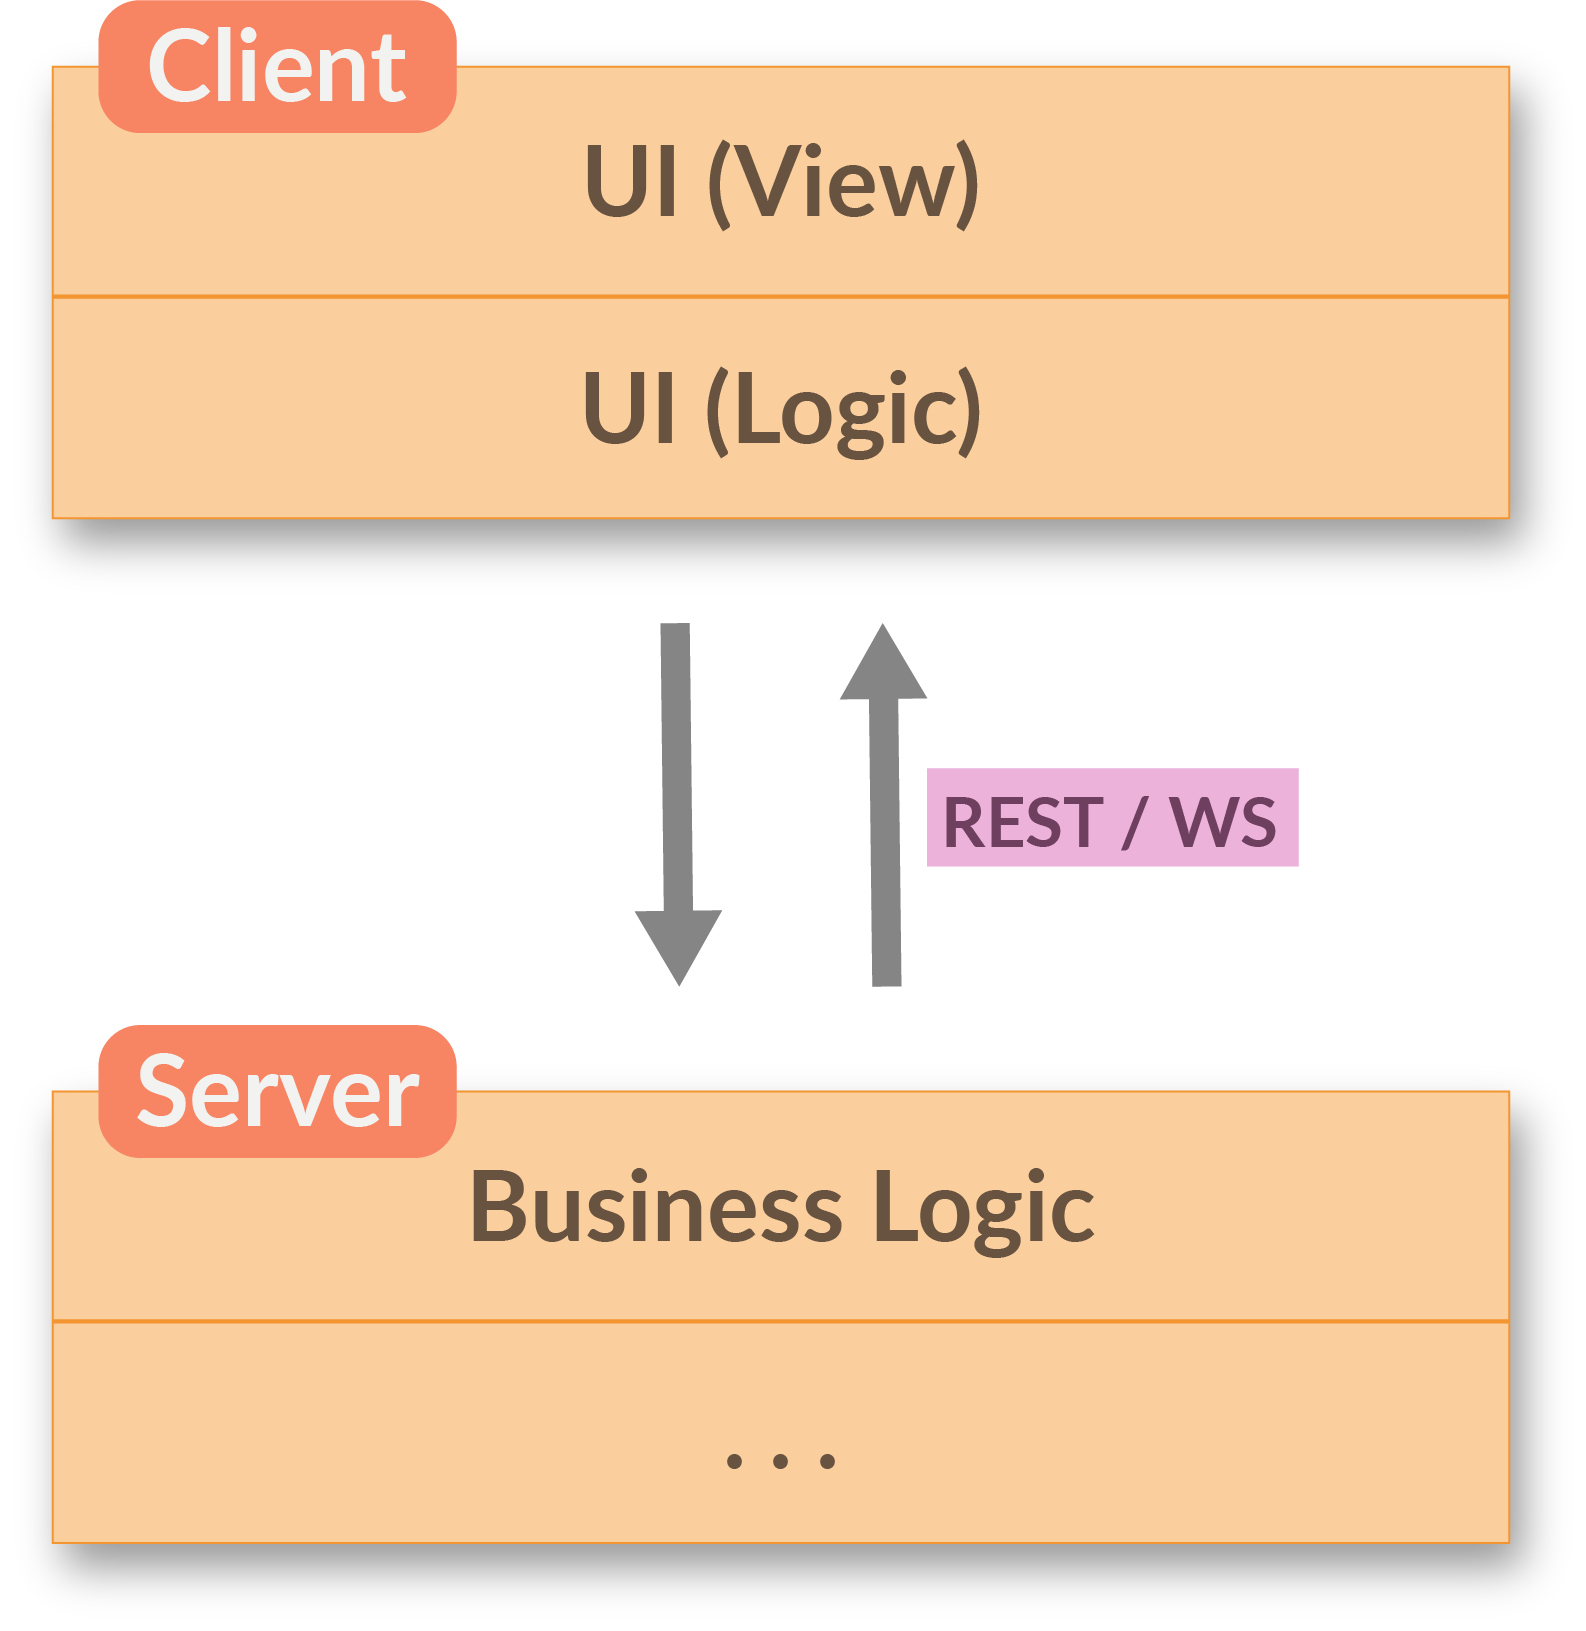 Client
UI (View)
UI (Logic)
REST / WS
Server
Business Logic
. . .